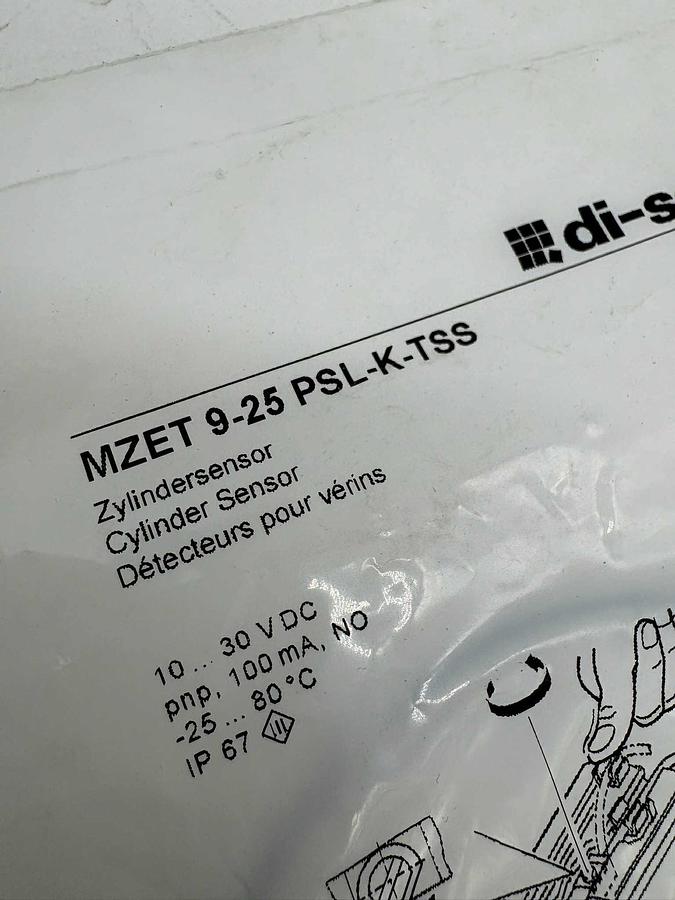 di-s
MZET 9-25 PSL-K-TSS
Zylindersensor
Cylinder Sensor
Détecteurs pour vérins
10 ... 30 V DC
pnp, 100 mA, NO
-25 ... 80 °C
IP 67 III